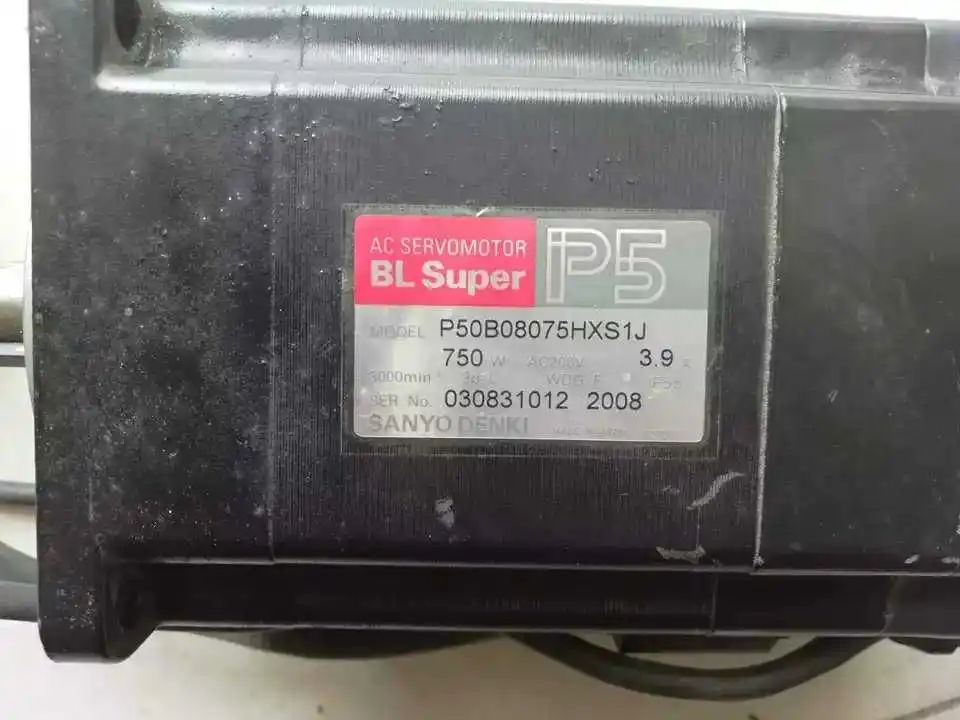 AC SERVOMOTOR
BL Super
P5
MODEL P50B08075HXS1J
750 W AC200V 3.9 A
3000min
SER No. 030831012 2008
SANYO DENKI